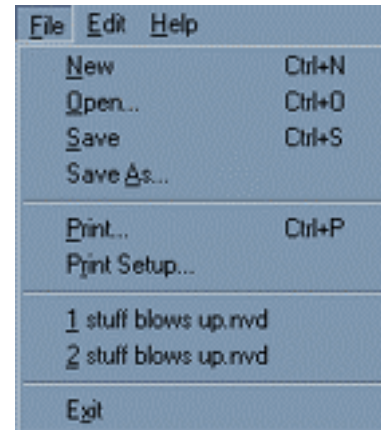 File Edit Help
New Ctrl+N
Open... Ctrl+O
Save Ctrl+S
Save As...
Print... Ctrl+P
Print Setup...
1 stuff blows up.nvd
2 stuff blows up.nvd
Exit